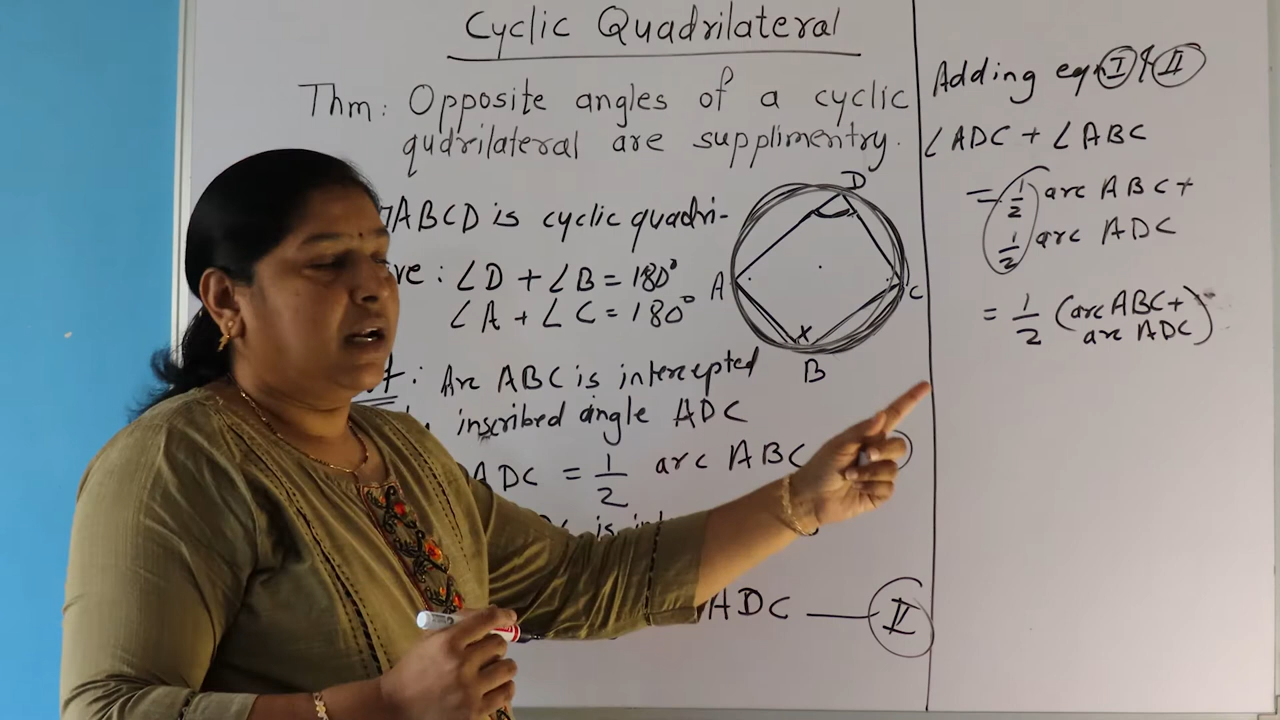 Cyclic Quadrilateral
Thm: Opposite angles of a cyclic
qudrilateral are supplimentry.
ABCD is cyclic quadri-
ve: ∠D + ∠B = 180°
∠A + ∠C = 180°
: Arc ABC is intercepted
inscribed angle ADC
ADC = 1/2 arc ABC
is int
ADC — II
D
A
C
x
B
Adding eqn I & II
∠ADC + ∠ABC
= 1/2 arc ABC +
1/2 arc ADC
= 1/2 (arc ABC +
arc ADC)